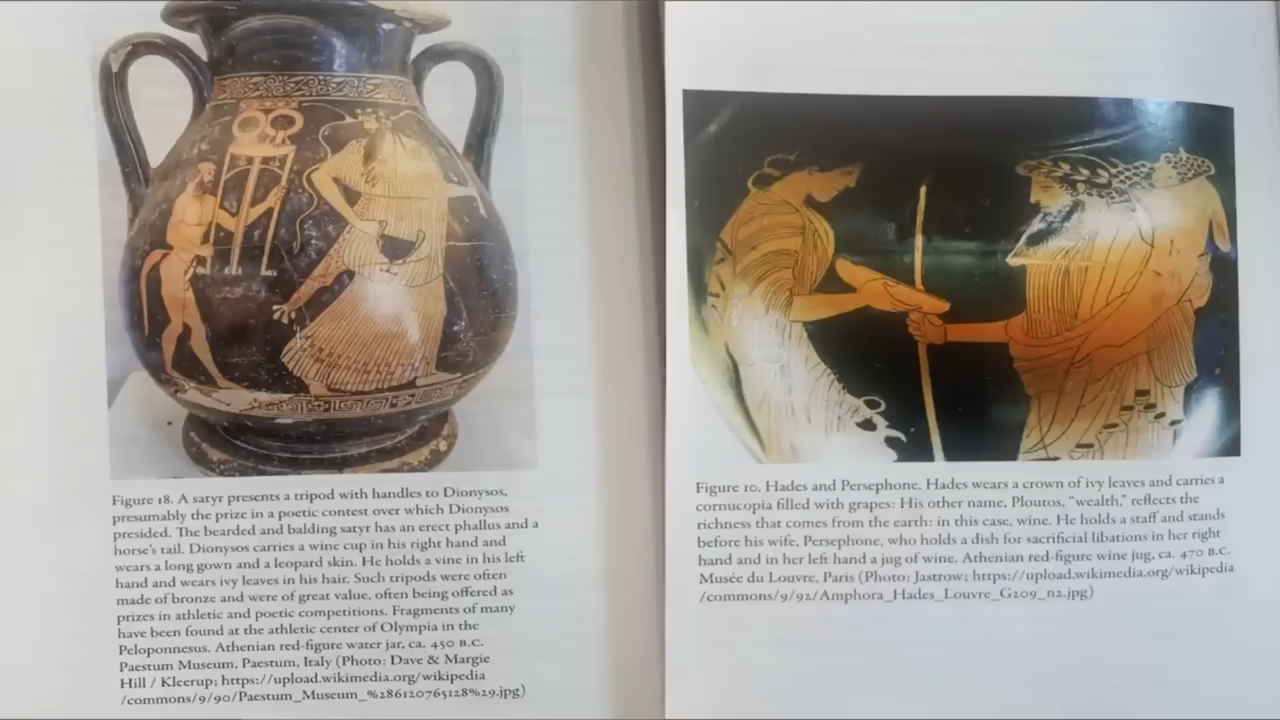 Figure 18. A satyr presents a tripod with handles to Dionysos,
presumably the prize in a poetic contest over which Dionysos
presided. The bearded and balding satyr has an erect phallus and a
horse's tail. Dionysos carries a wine cup in his right hand and
wears a long gown and a leopard skin. He holds a vine in his left
hand and wears ivy leaves in his hair. Such tripods were often
made of bronze and were of great value, often being offered as
prizes in athletic and poetic competitions. Fragments of many
have been found at the athletic center of Olympia in the
Peloponnesus. Athenian red-figure water jar, ca. 450 B.C.
Paestum Museum, Paestum, Italy (Photo: Dave & Margie
Hill / Kleerup; https://upload.wikimedia.org/wikipedia
/commons/9/90/Paestum_Museum_%286120765128%29.jpg)
Figure 10. Hades and Persephone. Hades wears a crown of ivy leaves and carries a
cornucopia filled with grapes: His other name, Ploutos, "wealth," reflects the
richness that comes from the earth: in this case, wine. He holds a staff and stands
before his wife, Persephone, who holds a dish for sacrificial libations in her right
hand and in her left hand a jug of wine. Athenian red-figure wine jug, ca. 470 B.C.
Musée du Louvre, Paris (Photo: Jastrow; https://upload.wikimedia.org/wikipedia
/commons/9/92/Amphora_Hades_Louvre_G209_n2.jpg)